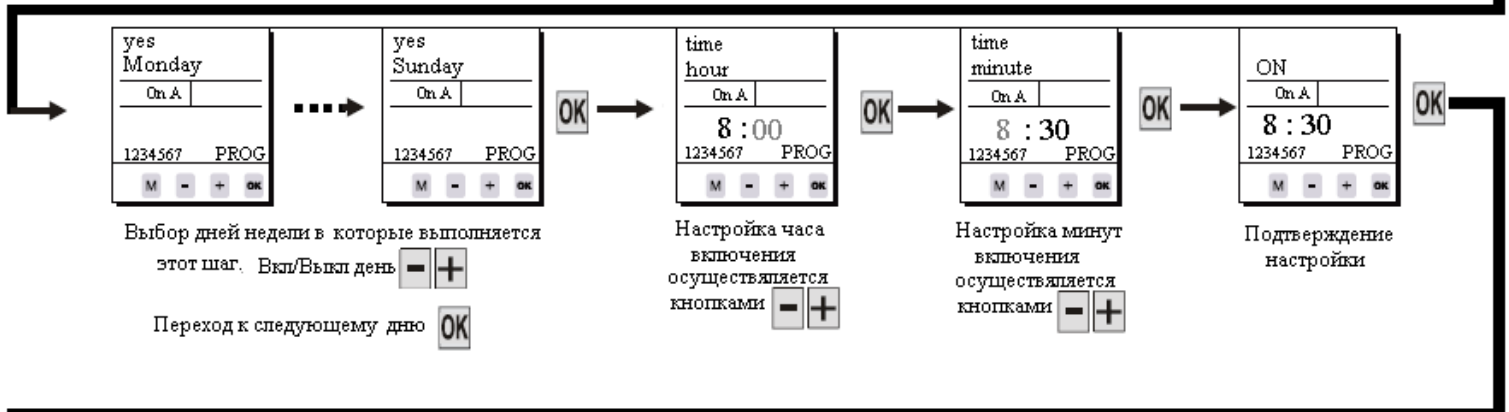 yes
Monday
On A
1234567 PROG
M - + OK
yes
Sunday
On A
1234567 PROG
M - + OK
Выбор дней недели в которые выполняется
этот шаг. Вкл/Выкл день - +
Переход к следующему дню OK
OK
time
hour
On A
8 : 00
1234567 PROG
M - + OK
Настройка часа
включения
осуществяляется
кнопками - +
OK
time
minute
On A
8 : 30
1234567 PROG
M - + OK
Настройка минут
включения
осуществяляется
кнопками - +
OK
ON
On A
8 : 30
1234567 PROG
M - + OK
Подтверждение
настройки
OK